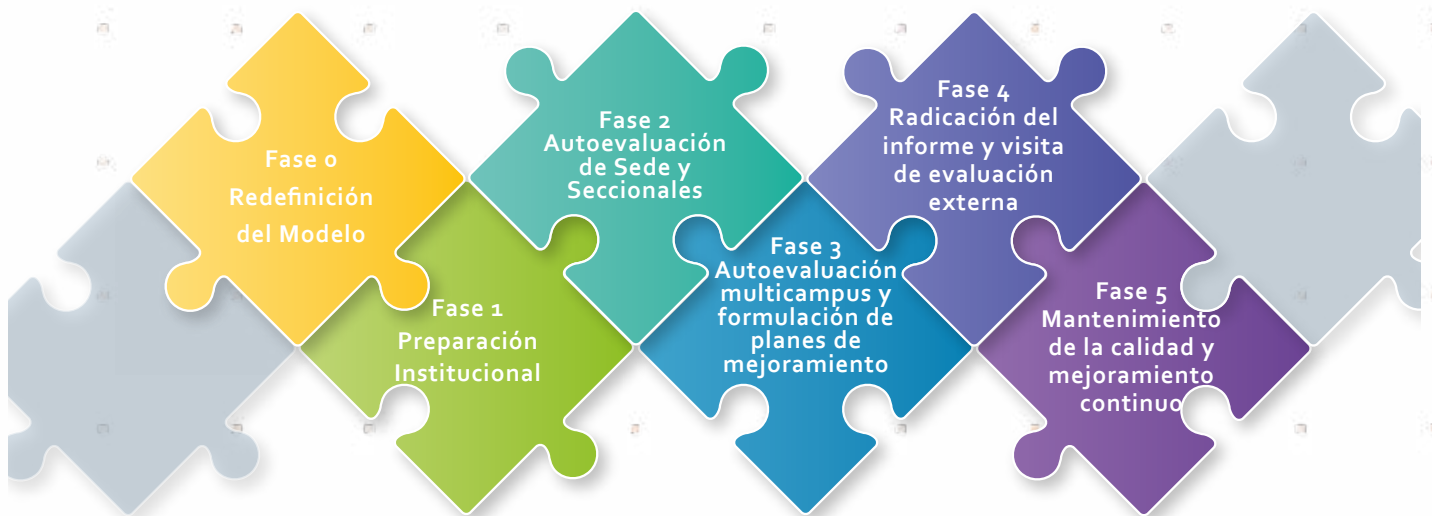 Fase 0
Redefinición
del Modelo
Fase 1
Preparación
Institucional
Fase 2
Autoevaluación
de Sede y
Seccionales
Fase 3
Autoevaluación
multicampus y
formulación de
planes de
mejoramiento
Fase 4
Radicación del
informe y visita
de evaluación
externa
Fase 5
Mantenimiento
de la calidad y
mejoramiento
continuo